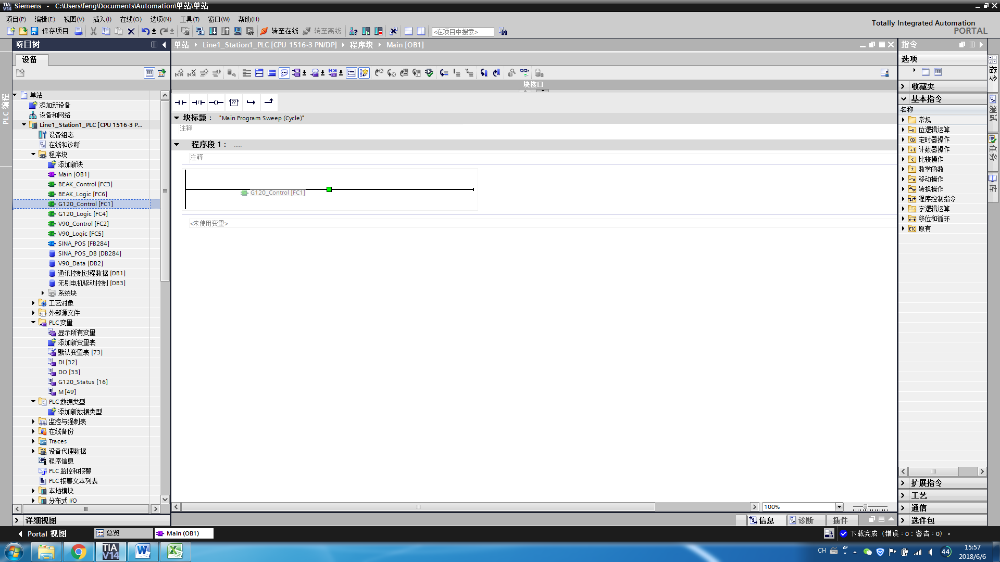 Siemens - C:\Users\feng\Documents\Automation\单站\单站
项目(P) 编辑(E) 视图(V) 插入(I) 在线(O) 选项(N) 工具(T) 窗口(W) 帮助(H)
Totally Integrated Automation
PORTAL
保存项目 转至在线 转至离线 <在项目中搜索>
项目树
单站 Line1_Station1_PLC [CPU 1516-3 PN/DP] 程序块 Main [OB1]
指令
设备
选项
块接口
PLC 编程
单站
添加新设备
设备和网络
Line1_Station1_PLC [CPU 1516-3 P...
设备组态
在线和诊断
程序块
添加新块
Main [OB1]
BEAK_Control [FC3]
BEAK_Logic [FC6]
G120_Control [FC1]
G120_Logic [FC4]
V90_Control [FC2]
V90_Logic [FC5]
SINA_POS [FB284]
SINA_POS_DB [DB284]
V90_Data [DB2]
通讯控制过程数据 [DB1]
无刷电机驱动控制 [DB3]
系统块
工艺对象
外部源文件
PLC 变量
显示所有变量
添加新变量表
默认变量表 [73]
DI [32]
DO [33]
G120_Status [16]
M [49]
PLC 数据类型
添加新数据类型
监控与强制表
在线备份
Traces
设备代理数据
程序信息
PLC 监控和报警
PLC 报警文本列表
本地模块
分布式 I/O
详细视图
块标题： "Main Program Sweep (Cycle)"
注释
程序段 1： .....
注释
G120_Control [FC1]
<未使用变量>
100%
信息 诊断 插件
收藏夹
基本指令
名称
常规
位逻辑运算
定时器操作
计数器操作
比较操作
数学函数
移动操作
转换操作
程序控制指令
字逻辑运算
移位和循环
原有
扩展指令
工艺
通信
选件包
指令
测试
任务
库
Portal 视图 总览 Main (OB1) 下载完成（错误：0；警告：0）。
TIA V14
CH 44
15:57
2018/6/6